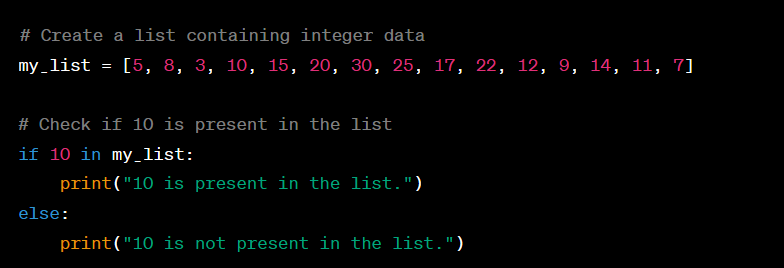 # Create a list containing integer data
my_list = [5, 8, 3, 10, 15, 20, 30, 25, 17, 22, 12, 9, 14, 11, 7]
# Check if 10 is present in the list
if 10 in my_list:
    print("10 is present in the list.")
else:
    print("10 is not present in the list.")